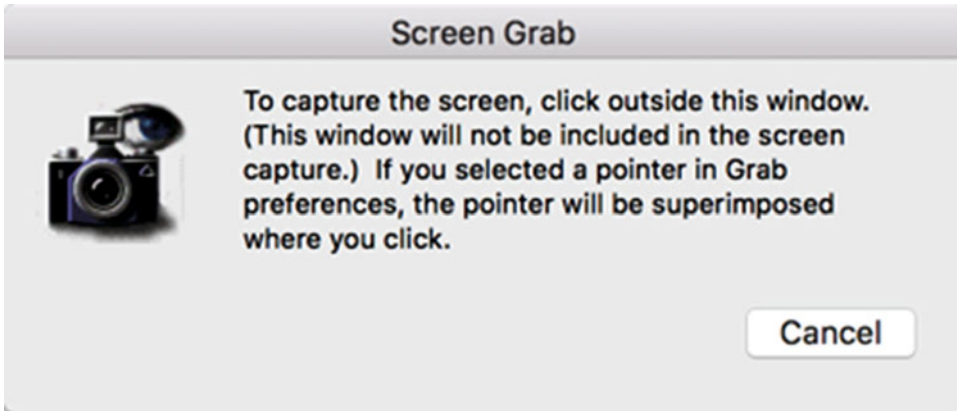 Screen Grab
To capture the screen, click outside this window.
(This window will not be included in the screen
capture.)  If you selected a pointer in Grab
preferences, the pointer will be superimposed
where you click.
Cancel